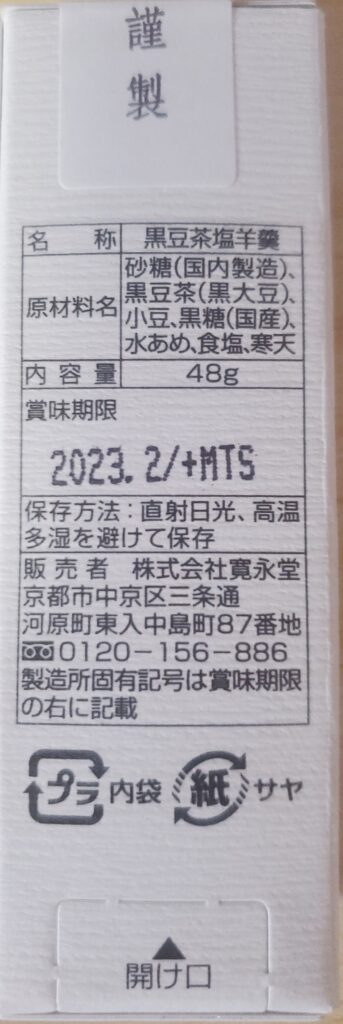 謹
製
名称 黒豆茶塩羊羹
原材料名 砂糖(国内製造)、
黒豆茶(黒大豆)、
小豆、黒糖(国産)、
水あめ、食塩、寒天
内容量 48g
賞味期限
2023. 2/+MTS
保存方法：直射日光、高温
多湿を避けて保存
販売者 株式会社寛永堂
京都市中京区三条通
河原町東入中島町87番地
0120－156－886
製造所固有記号は賞味期限
の右に記載
プラ 内袋 紙 サヤ
▲
開け口